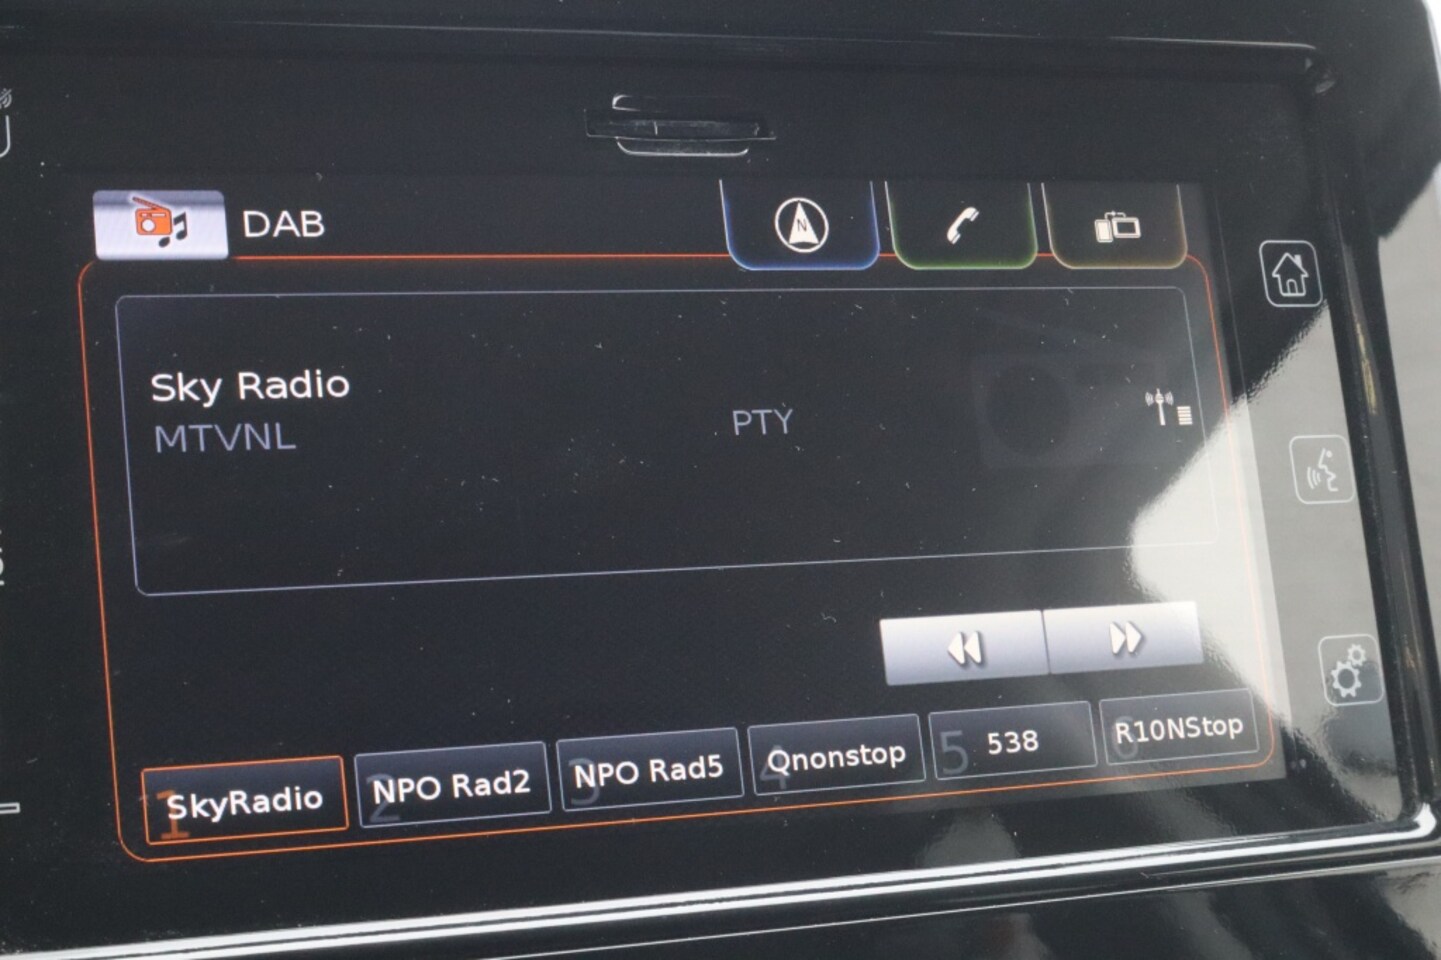 DAB
N
Sky Radio
MTVNL
PTY
1 SkyRadio
2 NPO Rad2
3 NPO Rad5
4 Qnonstop
5 538
6 R10NStop